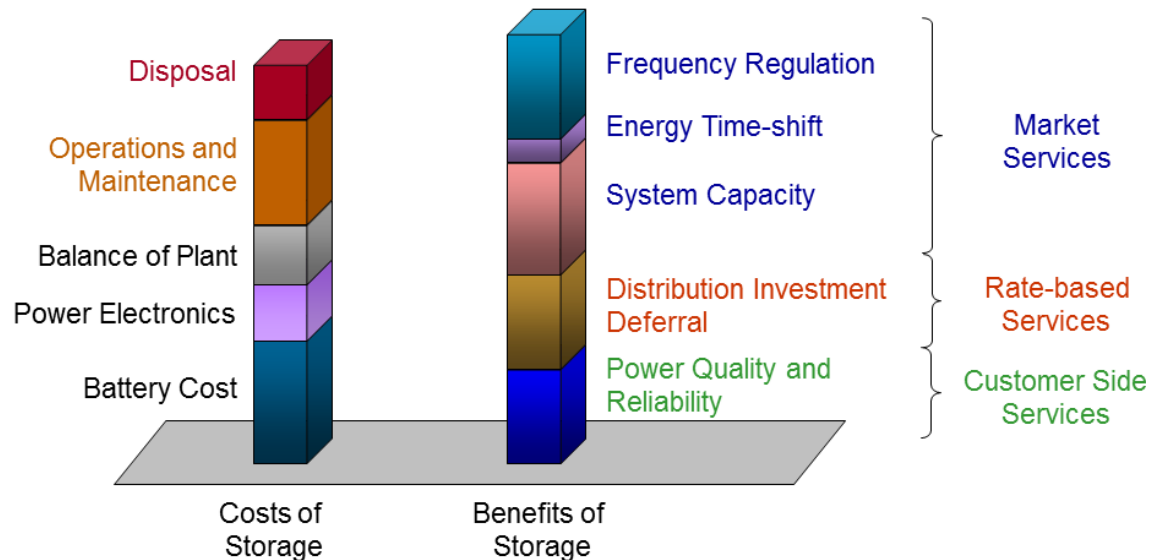 Disposal
Operations and
Maintenance
Balance of Plant
Power Electronics
Battery Cost
Costs of
Storage
Frequency Regulation
Energy Time-shift
System Capacity
Distribution Investment
Deferral
Power Quality and
Reliability
Benefits of
Storage
Market
Services
Rate-based
Services
Customer Side
Services